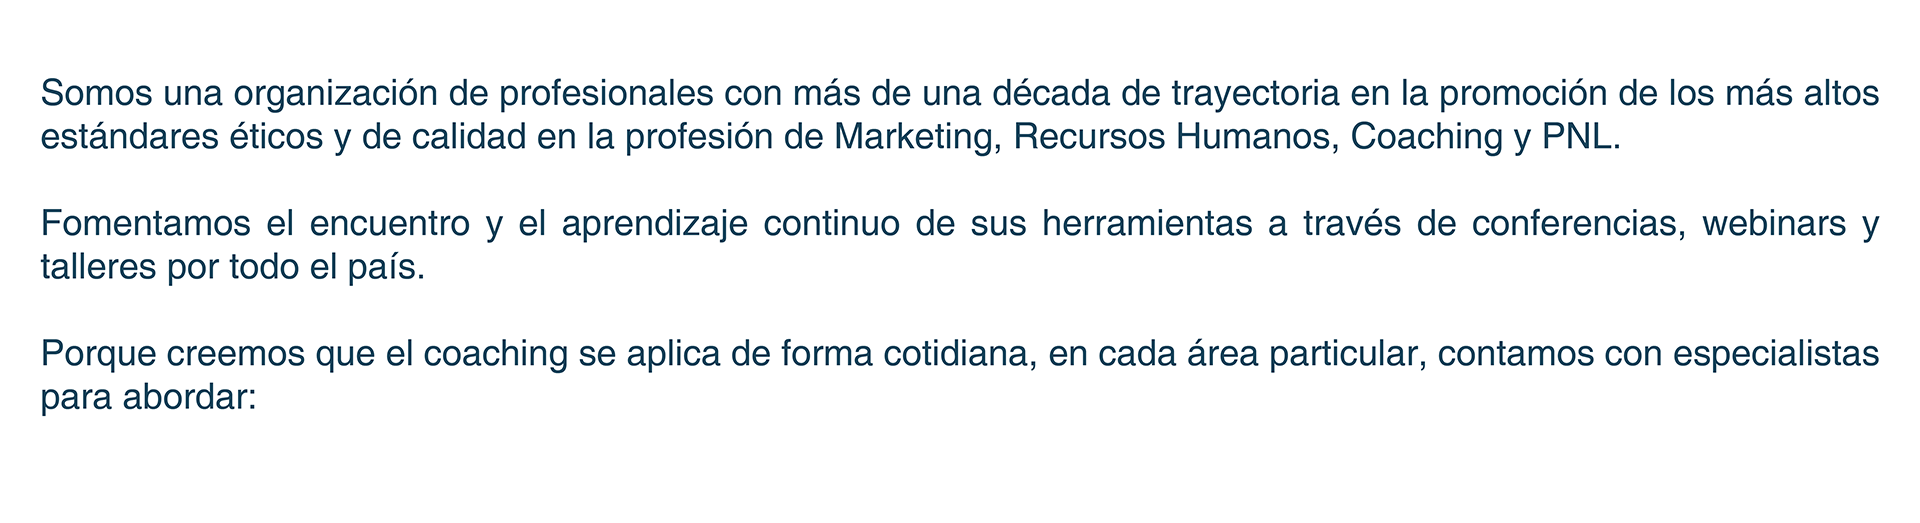 Somos una organización de profesionales con más de una década de trayectoria en la promoción de los más altos
estándares éticos y de calidad en la profesión de Marketing, Recursos Humanos, Coaching y PNL.
Fomentamos el encuentro y el aprendizaje continuo de sus herramientas a través de conferencias, webinars y
talleres por todo el país.
Porque creemos que el coaching se aplica de forma cotidiana, en cada área particular, contamos con especialistas
para abordar: